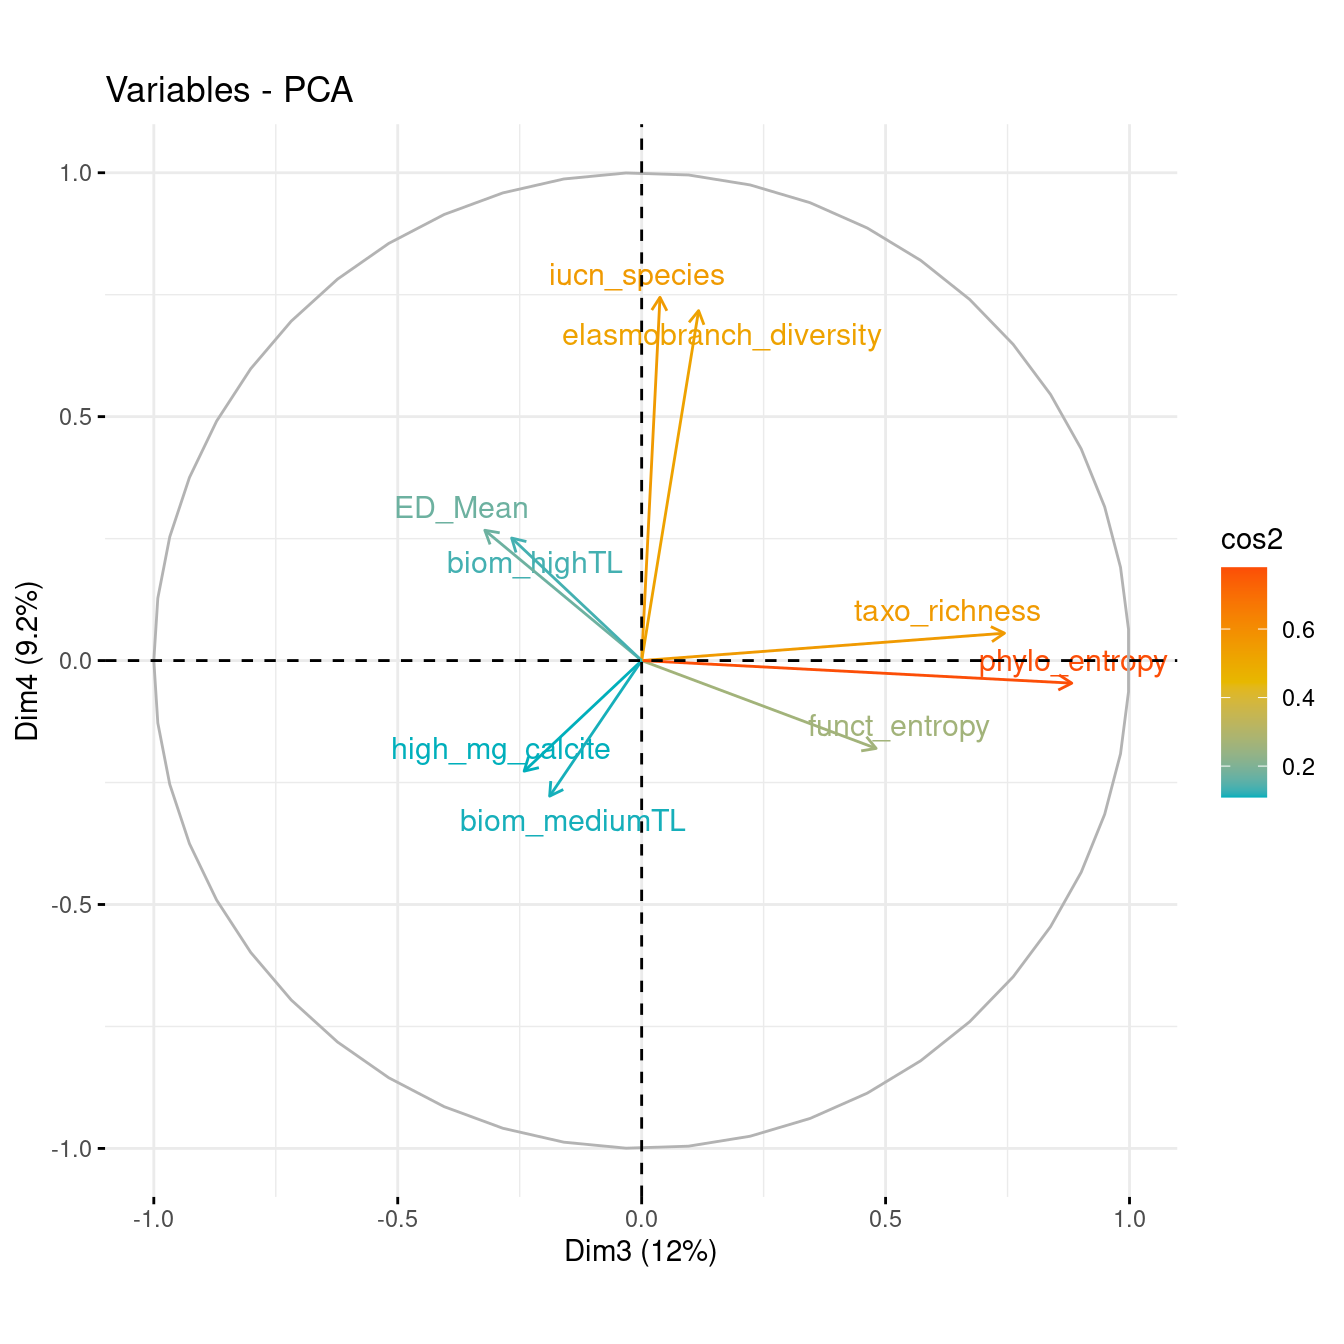 Variables - PCA
1.0
0.5
0.0
-0.5
-1.0
Dim4 (9.2%)
iucn_species
elasmobranch_diversity
ED_Mean
biom_highTL
taxo_richness
phylo_entropy
funct_entropy
high_mg_calcite
biom_mediumTL
-1.0
-0.5
0.0
0.5
1.0
Dim3 (12%)
cos2
0.6
0.4
0.2